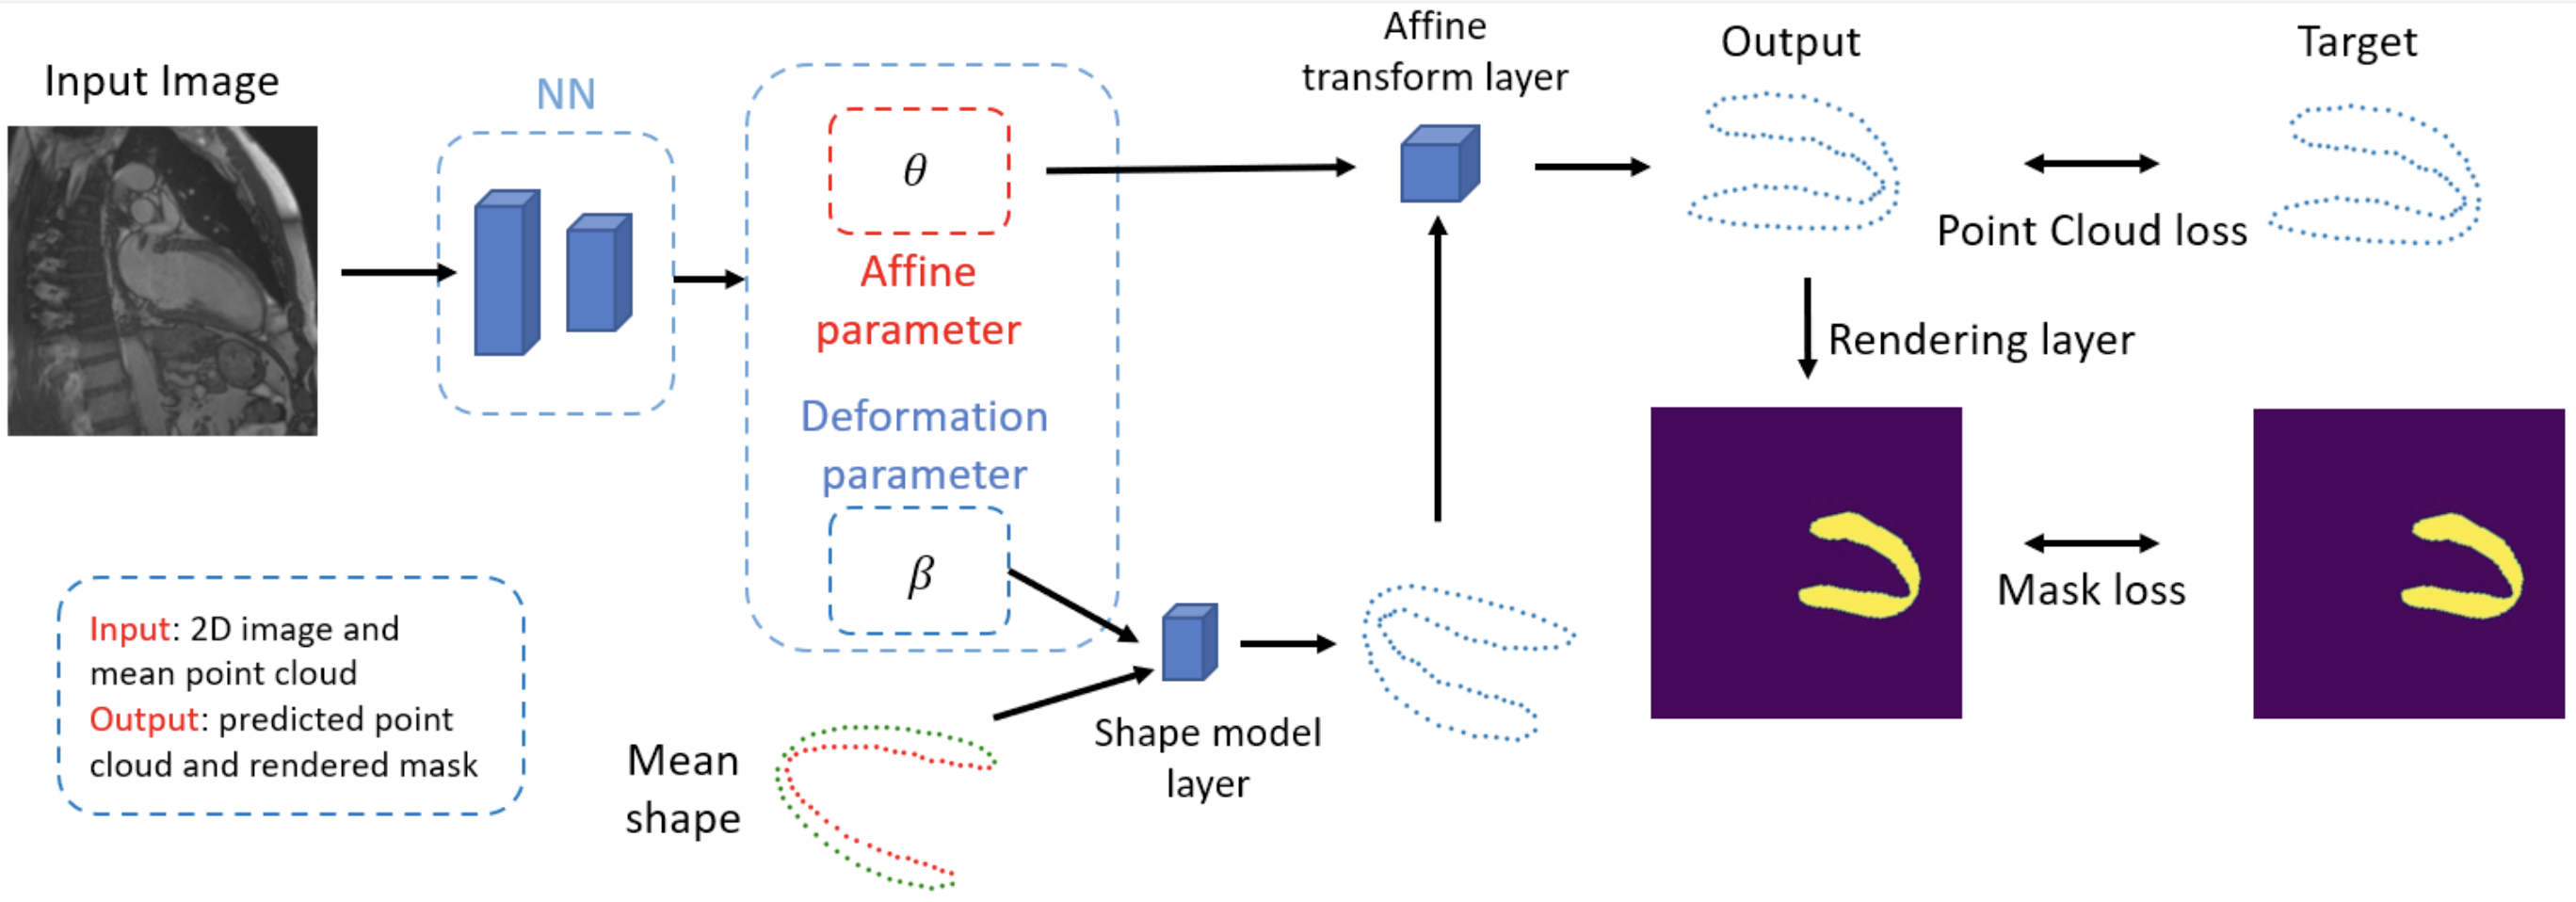 Input Image
NN
θ
Affine
parameter
Deformation
parameter
β
Affine
transform layer
Output
Target
Point Cloud loss
Rendering layer
Mask loss
Input: 2D image and
mean point cloud
Output: predicted point
cloud and rendered mask
Mean
shape
Shape model
layer